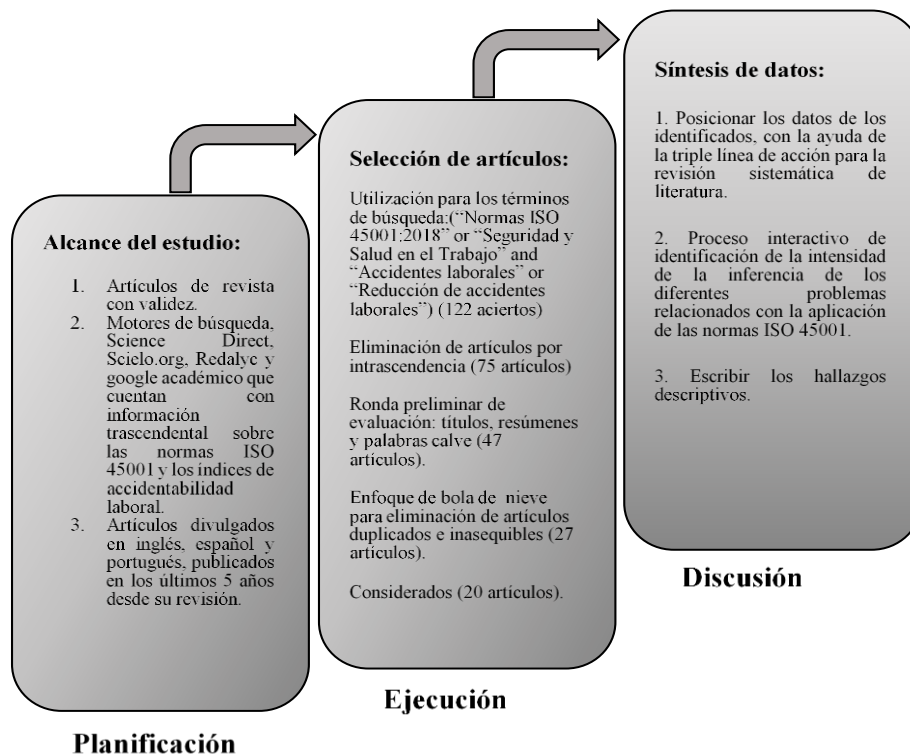 Alcance del estudio:
1. Artículos de revista
con validez.
2. Motores de búsqueda,
Science Direct,
Scielo.org, Redalyc y
google académico que
cuentan con
información
trascendental sobre
las normas ISO
45001 y los índices de
accidentabilidad
laboral.
3. Artículos divulgados
en inglés, español y
portugués, publicados
en los últimos 5 años
desde su revisión.
Planificación
Selección de artículos:
Utilización para los términos
de búsqueda:(“Normas ISO
45001:2018” or “Seguridad y
Salud en el Trabajo” and
“Accidentes laborales” or
“Reducción de accidentes
laborales”) (122 aciertos)
Eliminación de artículos por
intrascendencia (75 artículos)
Ronda preliminar de
evaluación: títulos, resúmenes
y palabras calve (47
artículos).
Enfoque de bola de nieve
para eliminación de artículos
duplicados e inasequibles (27
artículos).
Considerados (20 artículos).
Ejecución
Síntesis de datos:
1. Posicionar los datos de los
identificados, con la ayuda de
la triple línea de acción para la
revisión sistemática de
literatura.
2. Proceso interactivo de
identificación de la intensidad
de la inferencia de los
diferentes problemas
relacionados con la aplicación
de las normas ISO 45001.
3. Escribir los hallazgos
descriptivos.
Discusión